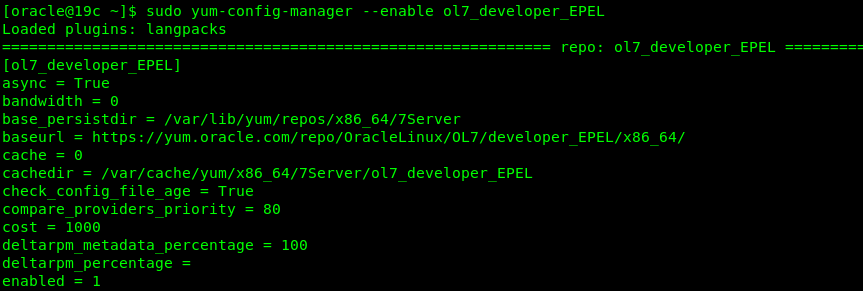 [oracle@19c ~]$ sudo yum-config-manager --enable ol7_developer_EPEL
Loaded plugins: langpacks
============================================================= repo: ol7_developer_EPEL =========
[ol7_developer_EPEL]
async = True
bandwidth = 0
base_persistdir = /var/lib/yum/repos/x86_64/7Server
baseurl = https://yum.oracle.com/repo/OracleLinux/OL7/developer_EPEL/x86_64/
cache = 0
cachedir = /var/cache/yum/x86_64/7Server/ol7_developer_EPEL
check_config_file_age = True
compare_providers_priority = 80
cost = 1000
deltarpm_metadata_percentage = 100
deltarpm_percentage =
enabled = 1